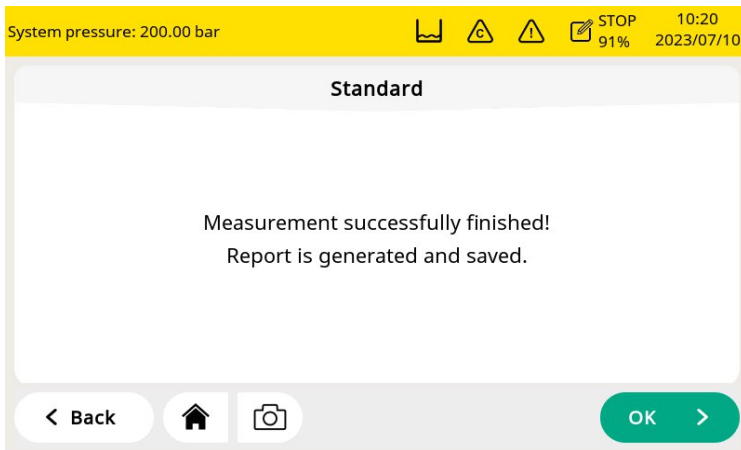 System pressure: 200.00 bar
C
!
STOP
91%
10:20
2023/07/10
Standard
Measurement successfully finished!
Report is generated and saved.
Back
OK